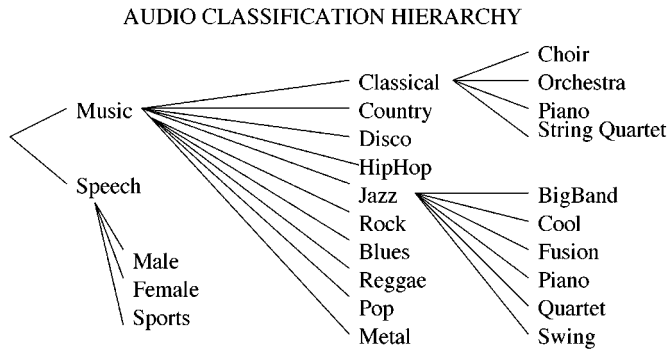 AUDIO CLASSIFICATION HIERARCHY
Music
Speech
Male
Female
Sports
Classical
Country
Disco
HipHop
Jazz
Rock
Blues
Reggae
Pop
Metal
Choir
Orchestra
Piano
String Quartet
BigBand
Cool
Fusion
Piano
Quartet
Swing